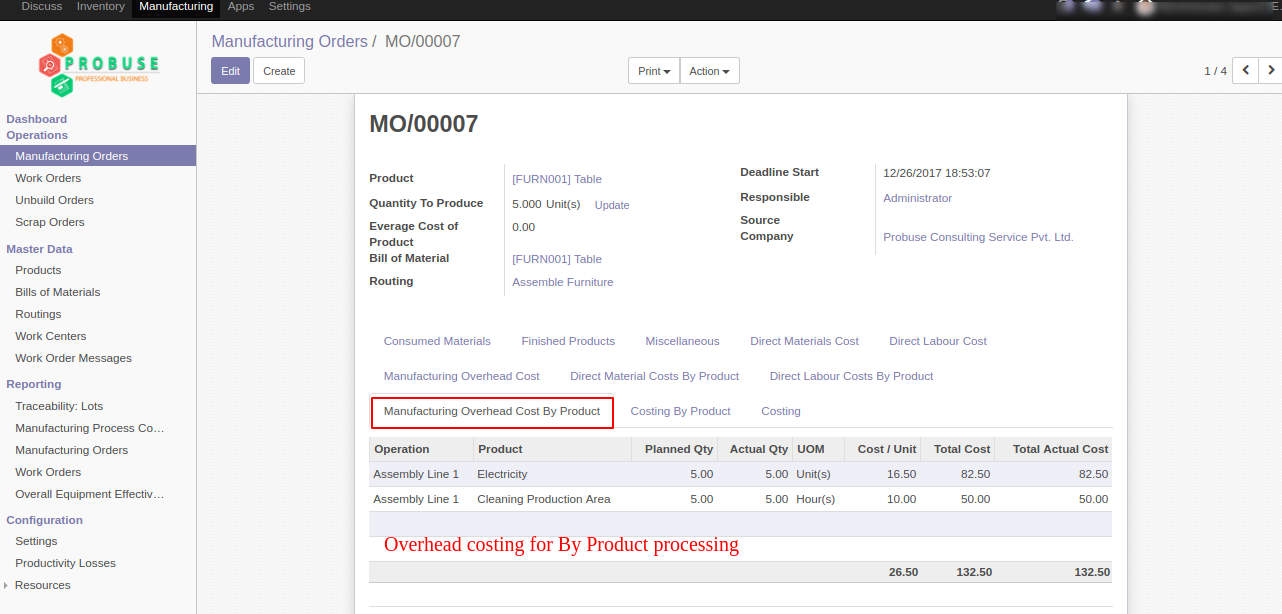 Discuss Inventory Manufacturing Apps Settings
PROBUSE
PROFESSIONAL BUSINESS
Manufacturing Orders / MO/00007
Edit Create Print Action 1 / 4
Dashboard
Operations
Manufacturing Orders
Work Orders
Unbuild Orders
Scrap Orders
Master Data
Products
Bills of Materials
Routings
Work Centers
Work Order Messages
Reporting
Traceability: Lots
Manufacturing Process Co…
Manufacturing Orders
Work Orders
Overall Equipment Effectiv…
Configuration
Settings
Productivity Losses
Resources
MO/00007
Product [FURN001] Table
Quantity To Produce 5.000 Unit(s) Update
Everage Cost of
Product 0.00
Bill of Material [FURN001] Table
Routing Assemble Furniture
Deadline Start 12/26/2017 18:53:07
Responsible Administrator
Source
Company Probuse Consulting Service Pvt. Ltd.
Consumed Materials Finished Products Miscellaneous Direct Materials Cost Direct Labour Cost
Manufacturing Overhead Cost Direct Material Costs By Product Direct Labour Costs By Product
Manufacturing Overhead Cost By Product Costing By Product Costing
Operation Product Planned Qty Actual Qty UOM Cost / Unit Total Cost Total Actual Cost
Assembly Line 1 Electricity 5.00 5.00 Unit(s) 16.50 82.50 82.50
Assembly Line 1 Cleaning Production Area 5.00 5.00 Hour(s) 10.00 50.00 50.00
Overhead costing for By Product processing
26.50 132.50 132.50